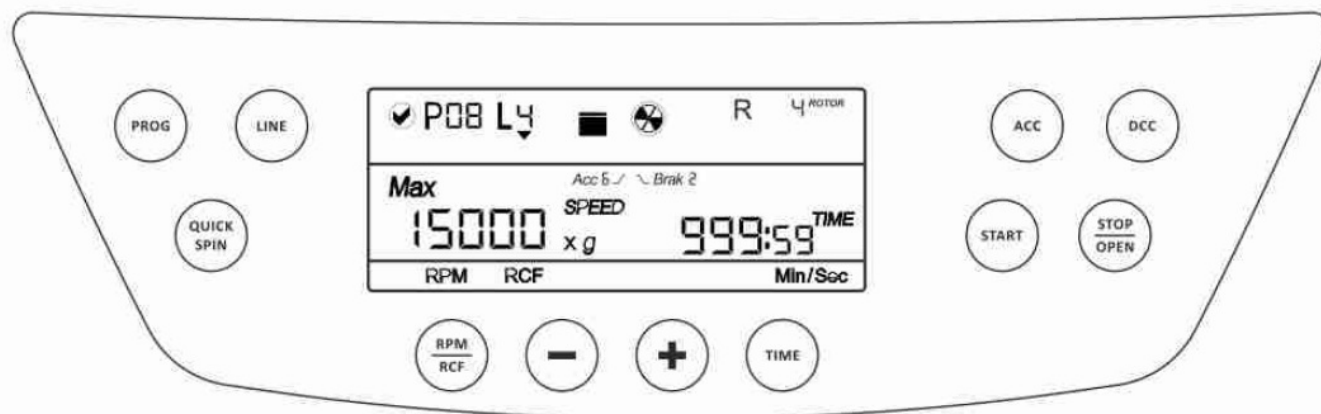 PROG
LINE
QUICK
SPIN
P08 L4
R
4 ROTOR
Acc 6 Brak 2
Max
SPEED
15000 x g
999:59 TIME
RPM RCF Min/Sec
ACC
DCC
START
STOP
OPEN
RPM
RCF
−
+
TIME